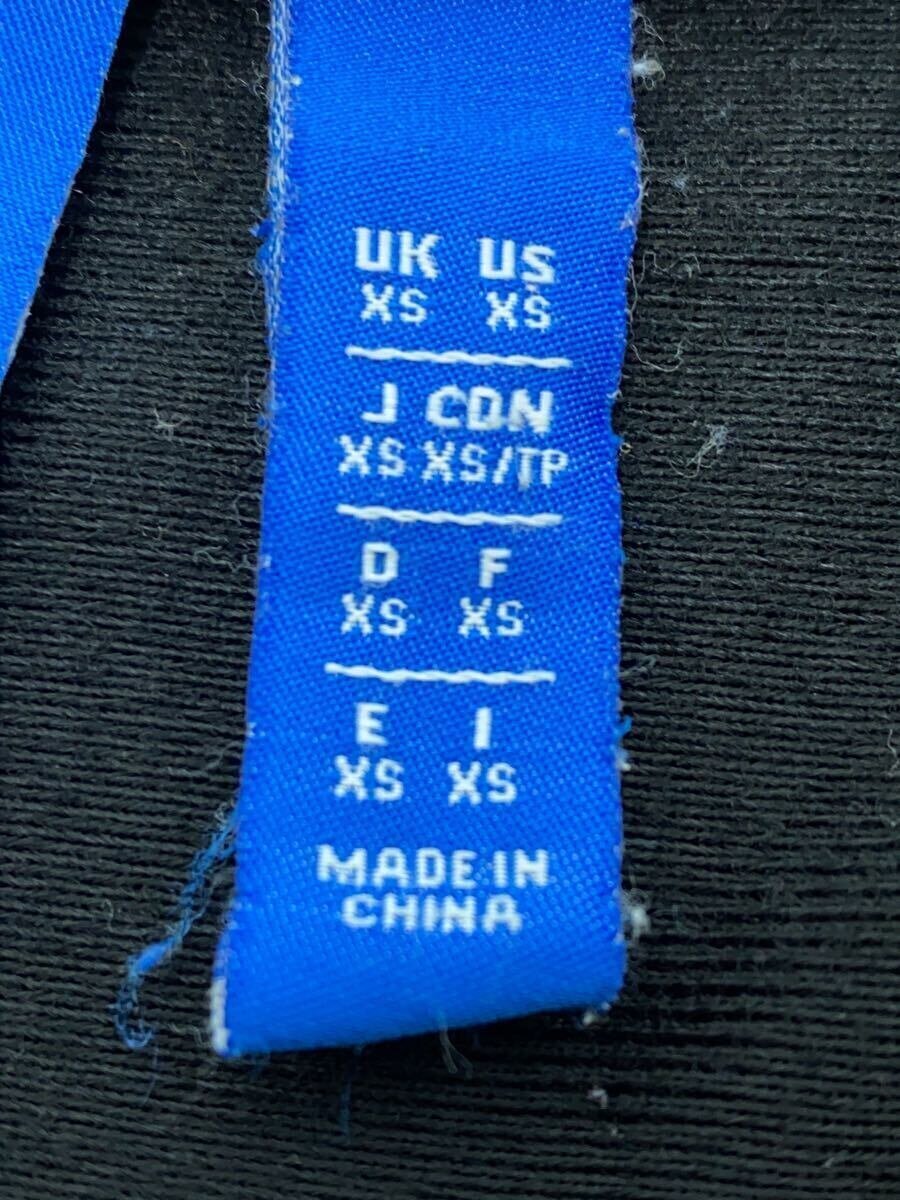 UK US
XS XS
J CDN
XS XS/TP
D F
XS XS
E I
XS XS
MADE IN
CHINA